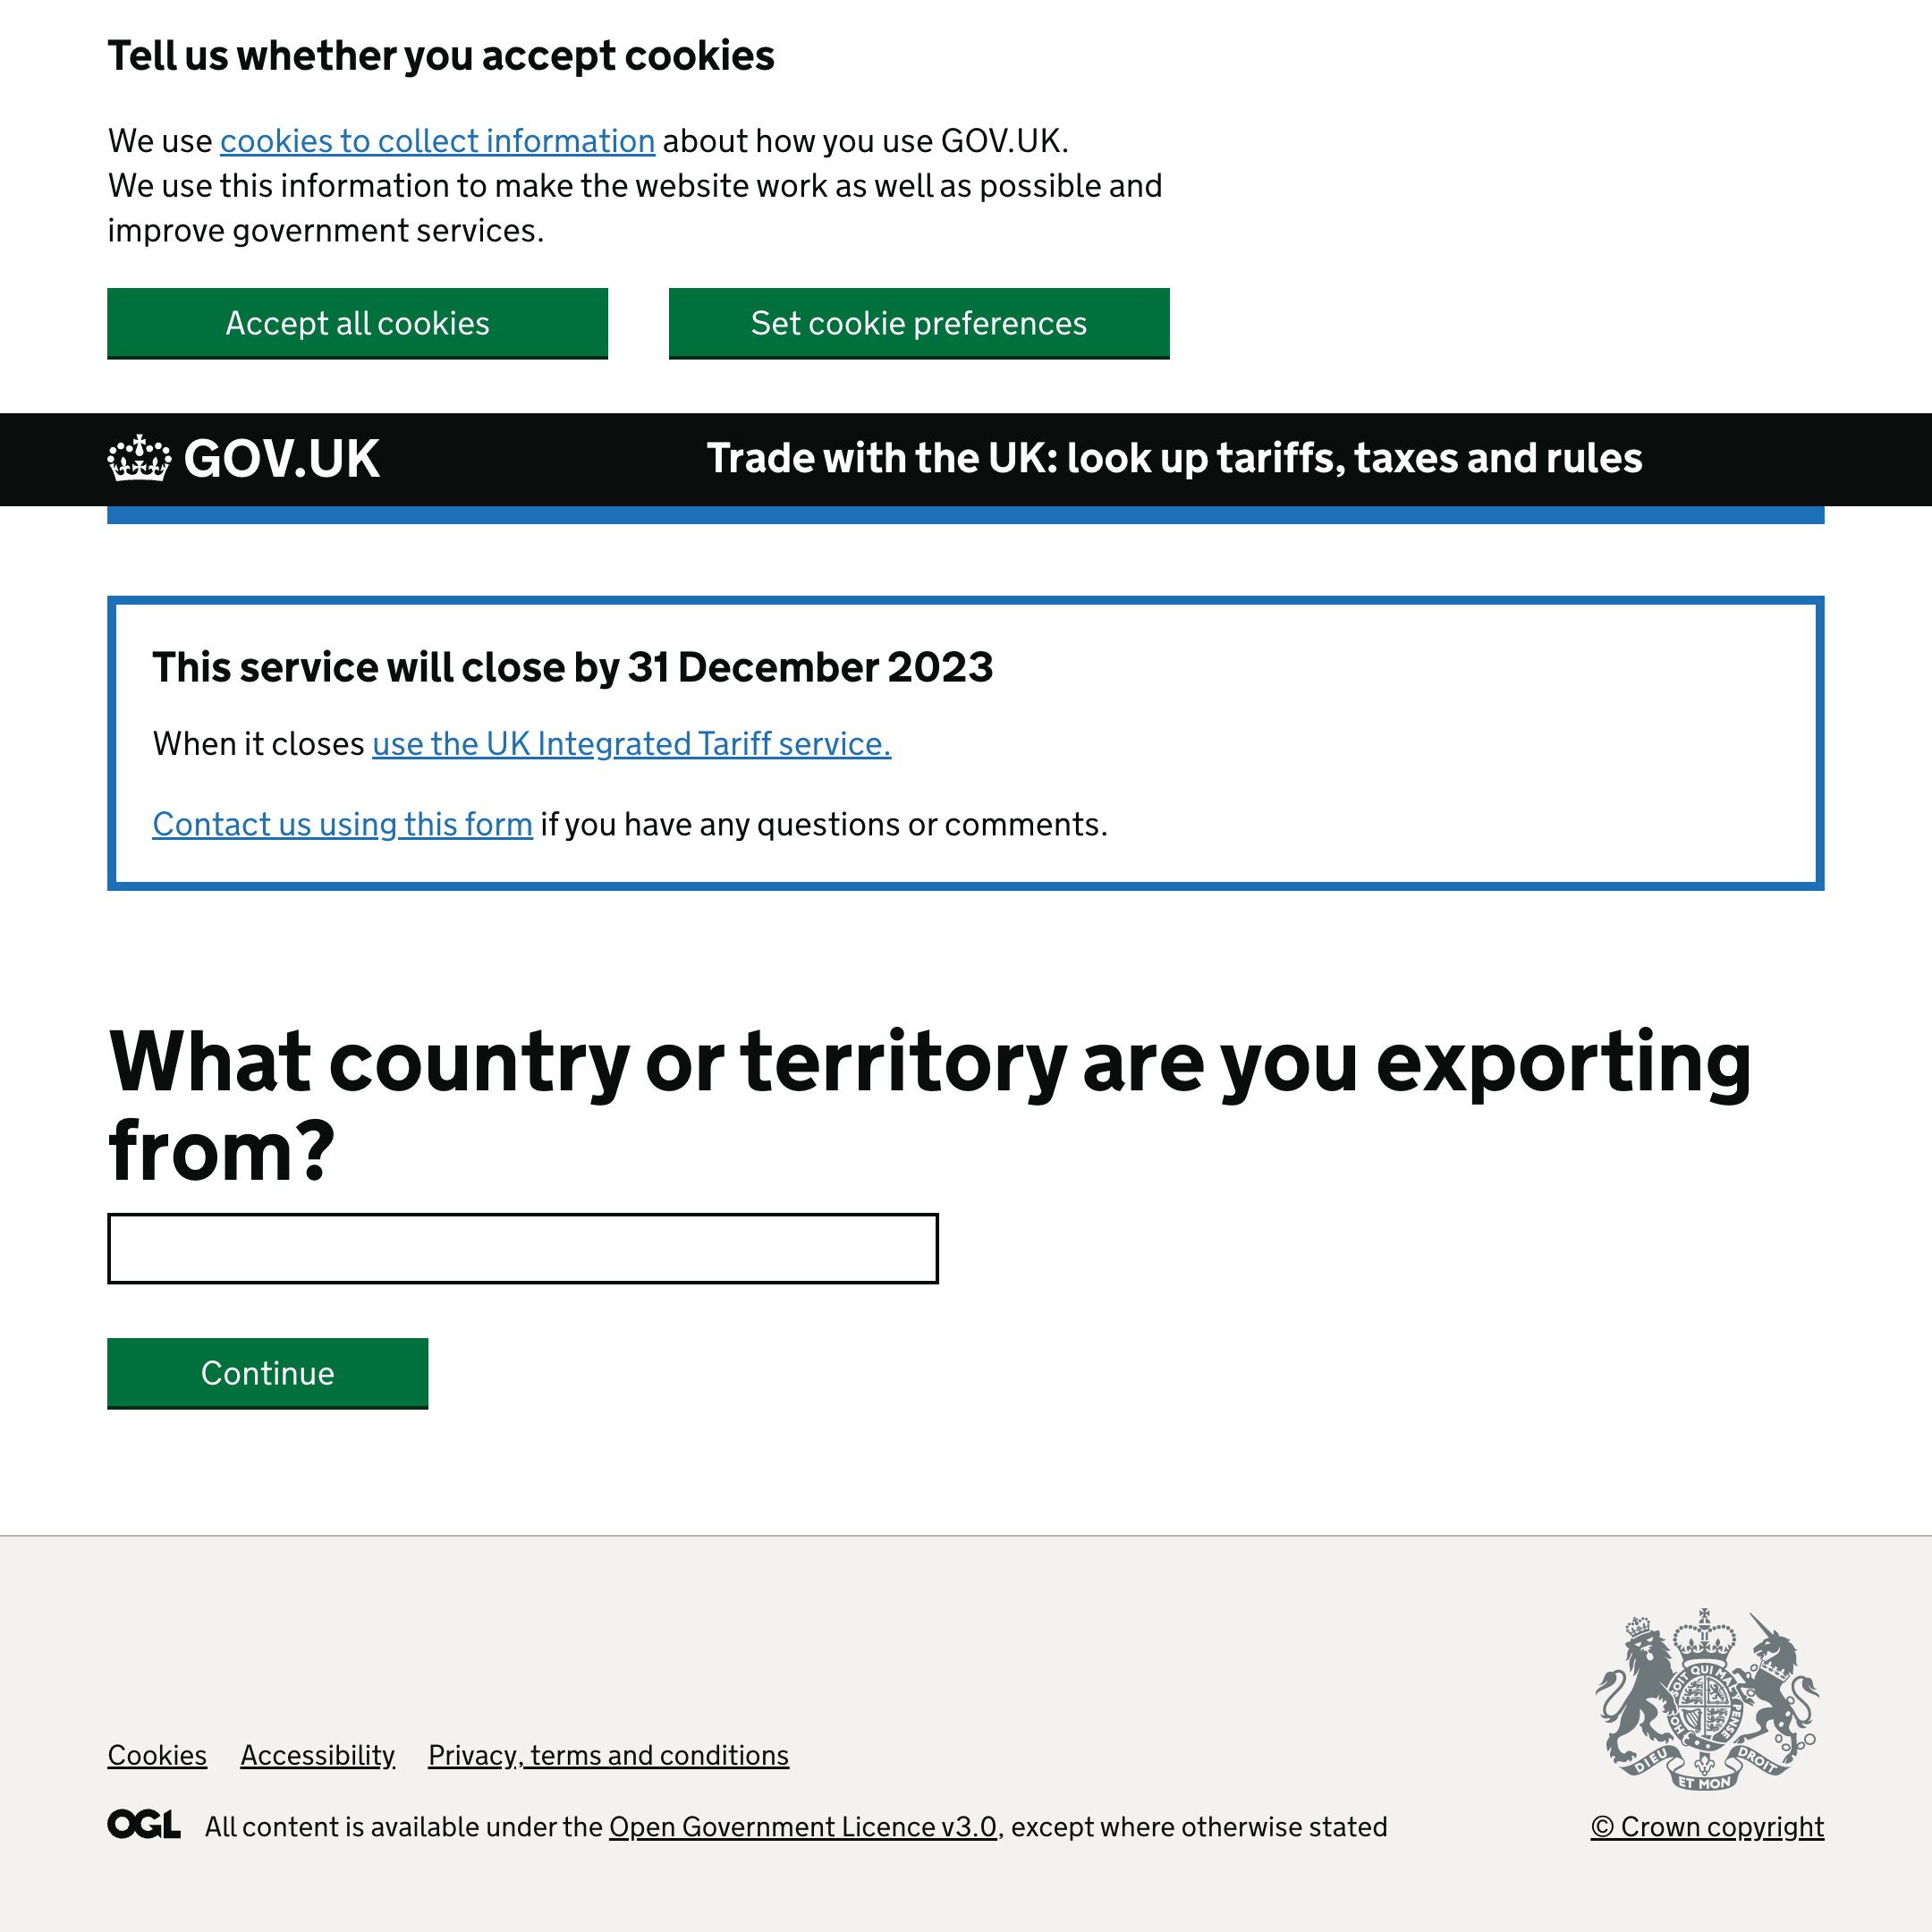 Tell us whether you accept cookies
We use cookies to collect information about how you use GOV.UK.
We use this information to make the website work as well as possible and
improve government services.
Accept all cookies
Set cookie preferences
GOV.UK
Trade with the UK: look up tariffs, taxes and rules
This service will close by 31 December 2023
When it closes use the UK Integrated Tariff service.
Contact us using this form if you have any questions or comments.
What country or territory are you exporting
from?
Continue
SOIT QUI MAL Y PENSE
HO
DIEU ET MON DROIT
Cookies Accessibility Privacy, terms and conditions
OGL All content is available under the Open Government Licence v3.0, except where otherwise stated
© Crown copyright